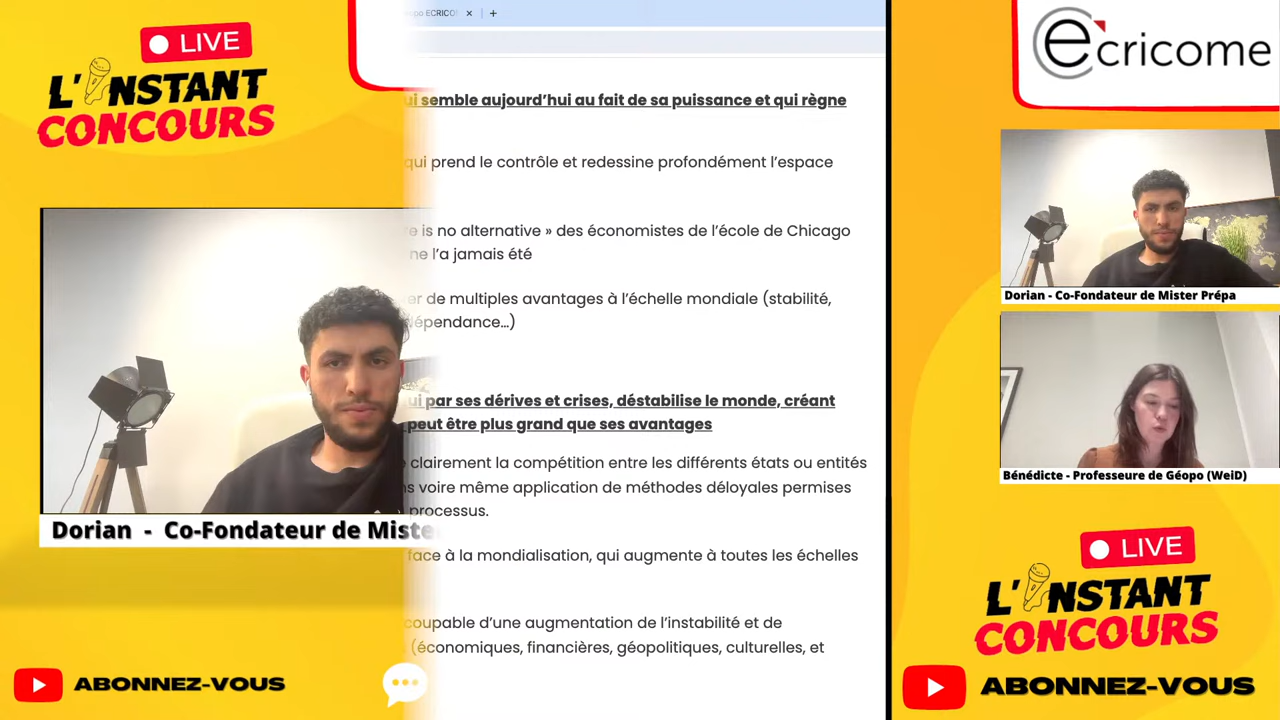 LIVE
L'INSTANT
CONCOURS
Dorian - Co-Fondateur de Miste
ABONNEZ-VOUS
ECRICO
semble aujourd'hui au fait de sa puissance et qui règne
qui prend le contrôle et redessine profondément l'espace
is no alternative » des économistes de l'école de Chicago
ne l'a jamais été
de multiples avantages à l'échelle mondiale (stabilité,
dépendance…)
par ses dérives et crises, déstabilise le monde, créant
peut être plus grand que ses avantages
clairement la compétition entre les différents états ou entités
voire même application de méthodes déloyales permises
processus.
face à la mondialisation, qui augmente à toutes les échelles
coupable d'une augmentation de l'instabilité et de
(économiques, financières, géopolitiques, culturelles, et
ecricome
Dorian - Co-Fondateur de Mister Prépa
Bénédicte - Professeure de Géopo (WeiD)
LIVE
L'INSTANT
CONCOURS
ABONNEZ-VOUS